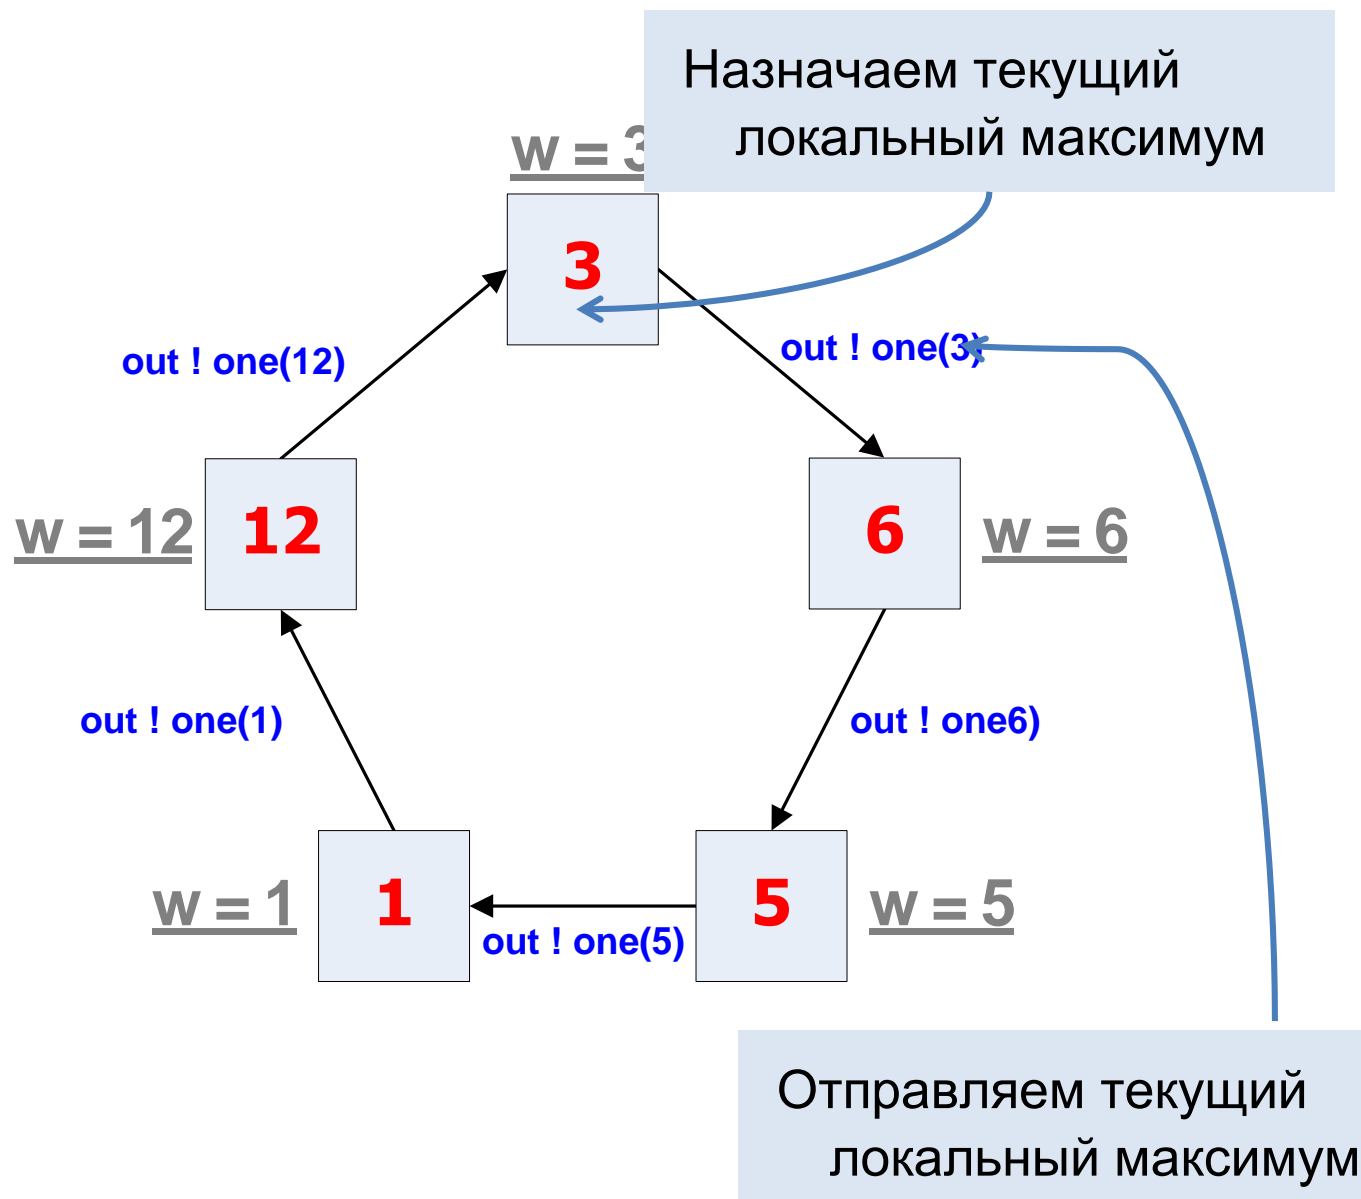 Назначаем текущий
локальный максимум
w = 3
3
out ! one(12)
out ! one(3)
w = 12
12
6
w = 6
out ! one(1)
out ! one6)
w = 1
1
5
w = 5
out ! one(5)
Отправляем текущий
локальный максимум